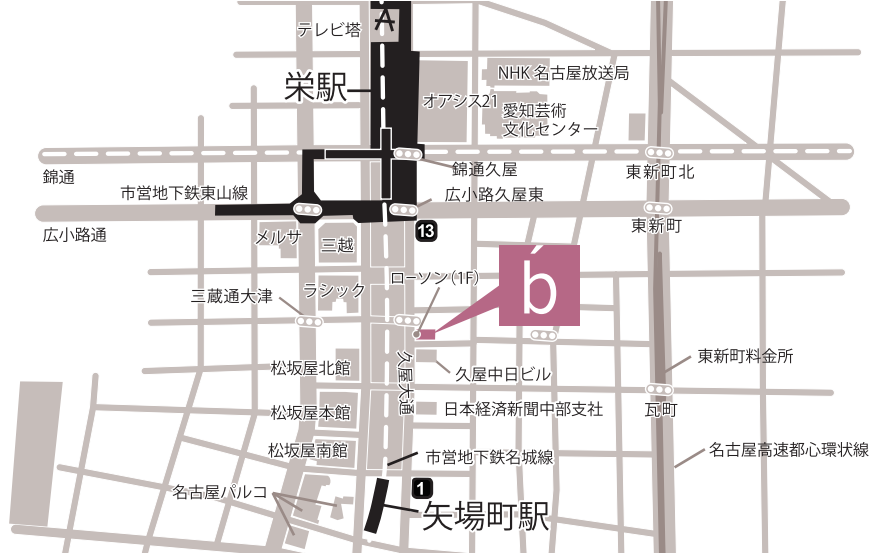 テレビ塔
栄駅
NHK 名古屋放送局
オアシス21
愛知芸術
文化センター
錦通
錦通久屋
東新町北
市営地下鉄東山線
広小路久屋東
広小路通
メルサ
三越
13
東新町
ローソン(1F)
b́
ラシック
三蔵通大津
久屋大通
東新町料金所
松坂屋北館
久屋中日ビル
松坂屋本館
日本経済新聞中部支社
瓦町
松坂屋南館
市営地下鉄名城線
名古屋高速都心環状線
名古屋パルコ
1
矢場町駅